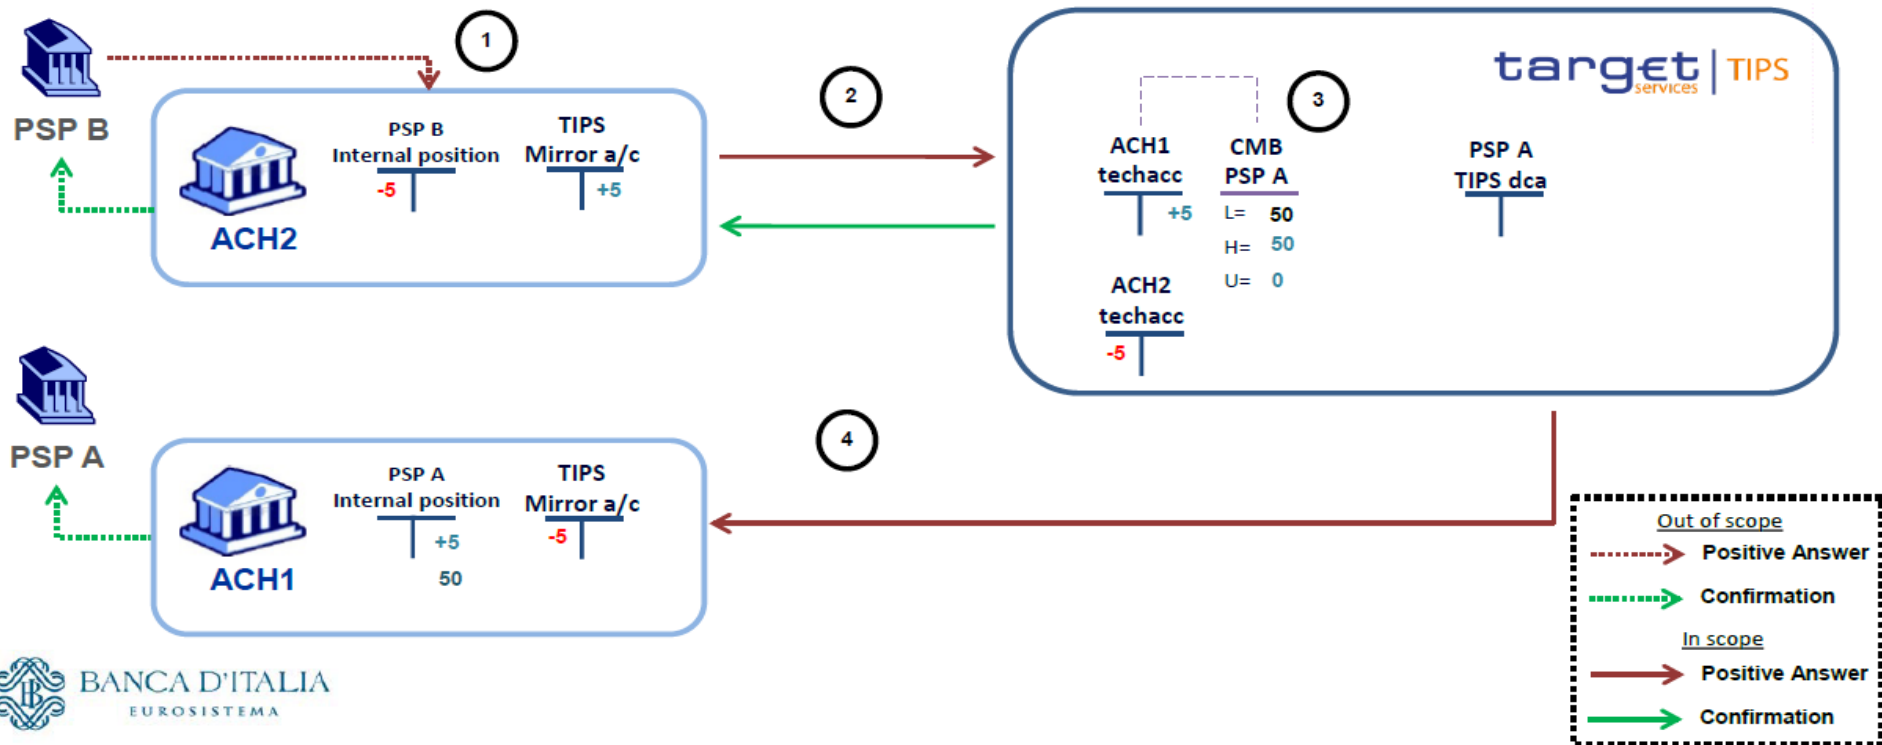 1
PSP B
PSP B
Internal position
-5
TIPS
Mirror a/c
+5
ACH2
2
target | TIPS
services
3
ACH1
techacc
+5
CMB
PSP A
L= 50
H= 50
U= 0
PSP A
TIPS dca
ACH2
techacc
-5
4
PSP A
PSP A
Internal position
+5
50
TIPS
Mirror a/c
-5
ACH1
Out of scope
Positive Answer
Confirmation
In scope
Positive Answer
Confirmation
BANCA D'ITALIA
EUROSISTEMA